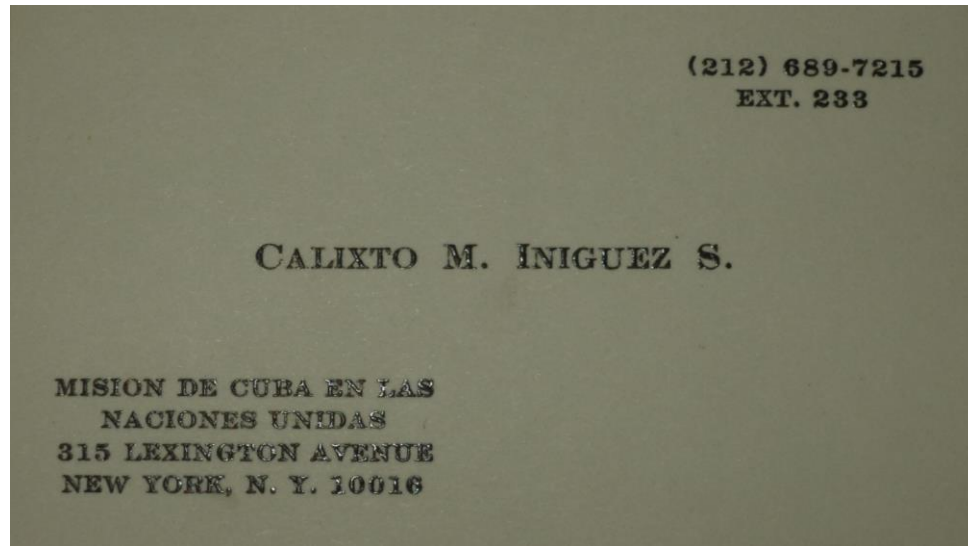 (212) 689-7215
EXT. 233
CALIXTO M. INIGUEZ S.
MISION DE CUBA EN LAS
NACIONES UNIDAS
315 LEXINGTON AVENUE
NEW YORK, N. Y. 10016